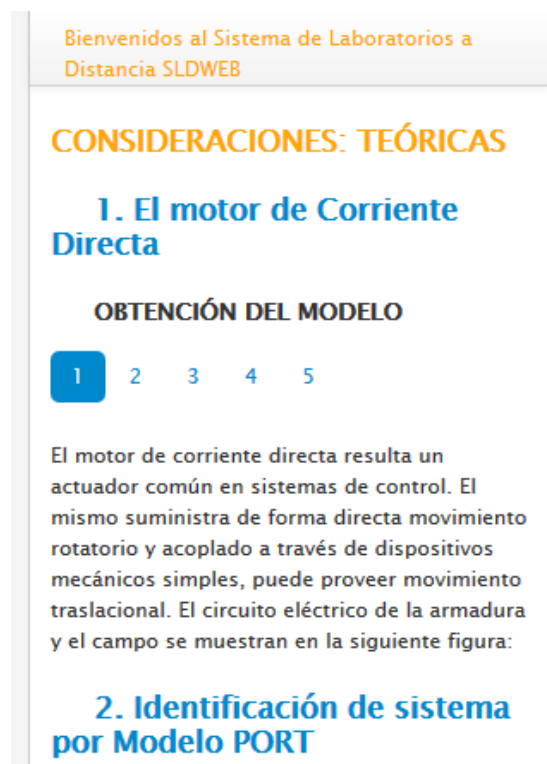 Bienvenidos al Sistema de Laboratorios a
Distancia SLDWEB
CONSIDERACIONES: TEÓRICAS
1. El motor de Corriente
Directa
OBTENCIÓN DEL MODELO
1 2 3 4 5
El motor de corriente directa resulta un
actuador común en sistemas de control. El
mismo suministra de forma directa movimiento
rotatorio y acoplado a través de dispositivos
mecánicos simples, puede proveer movimiento
traslacional. El circuito eléctrico de la armadura
y el campo se muestran en la siguiente figura:
2. Identificación de sistema
por Modelo PORT